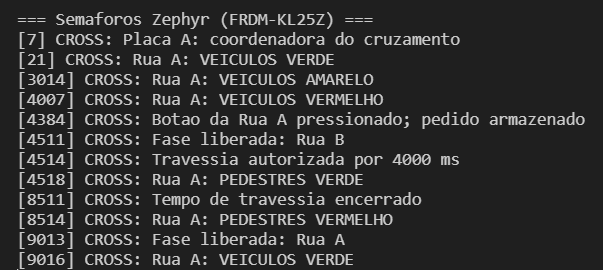 === Semaforos Zephyr (FRDM-KL25Z) ===
[7] CROSS: Placa A: coordenadora do cruzamento
[21] CROSS: Rua A: VEICULOS VERDE
[3014] CROSS: Rua A: VEICULOS AMARELO
[4007] CROSS: Rua A: VEICULOS VERMELHO
[4384] CROSS: Botao da Rua A pressionado; pedido armazenado
[4511] CROSS: Fase liberada: Rua B
[4514] CROSS: Travessia autorizada por 4000 ms
[4518] CROSS: Rua A: PEDESTRES VERDE
[8511] CROSS: Tempo de travessia encerrado
[8514] CROSS: Rua A: PEDESTRES VERMELHO
[9013] CROSS: Fase liberada: Rua A
[9016] CROSS: Rua A: VEICULOS VERDE